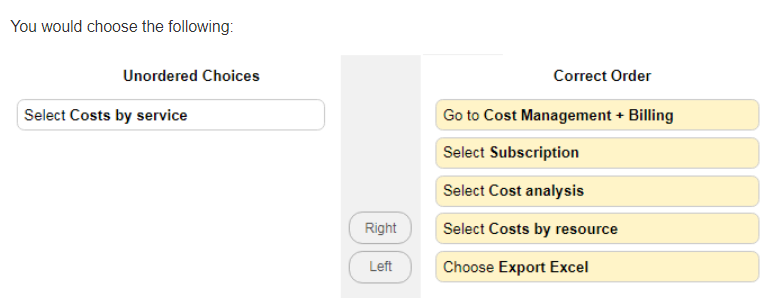 You would choose the following:
Unordered Choices
Correct Order
Select Costs by service
Go to Cost Management + Billing
Select Subscription
Select Cost analysis
Right
Select Costs by resource
Left
Choose Export Excel